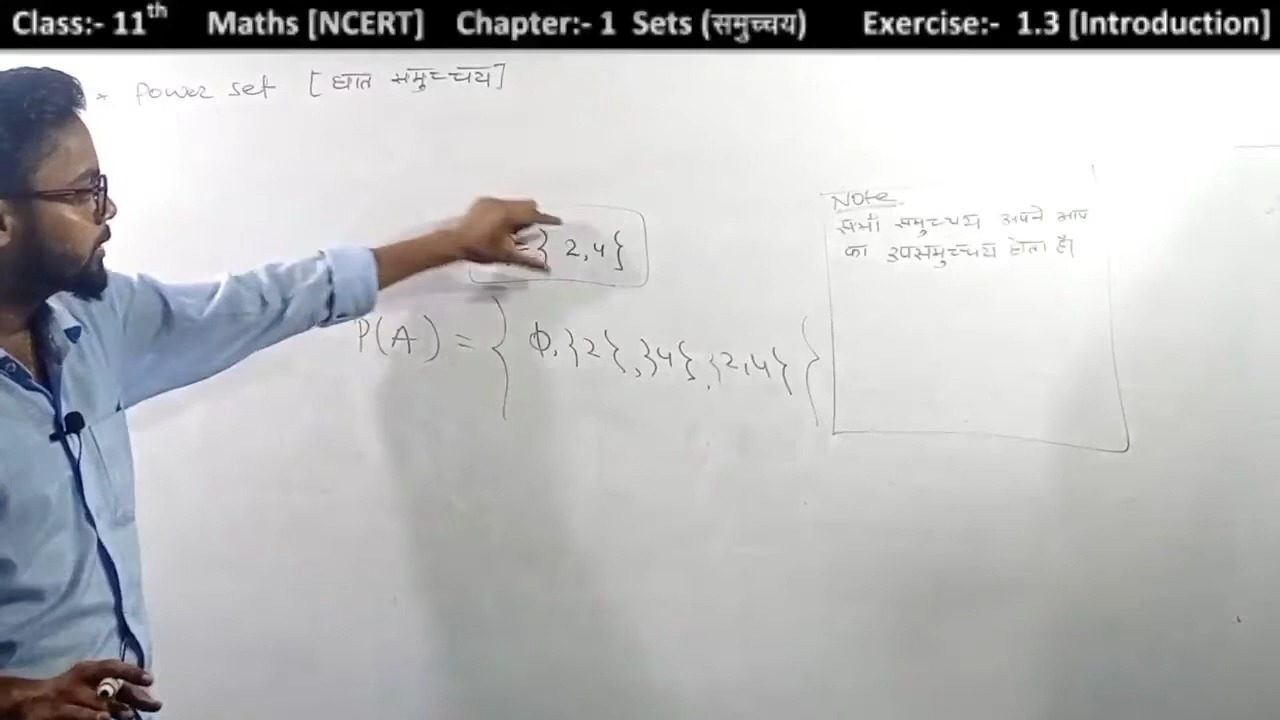 Class:- 11th Maths [NCERT] Chapter:- 1 Sets (समुच्चय) Exercise:- 1.3 [Introduction]
* Power set [घात समुच्चय]
= { 2,4 }
P(A) = { ϕ, {2}, {4}, {2,4} }
Note
सभी समुच्चय अपने आप
का उपसमुच्चय होता है।